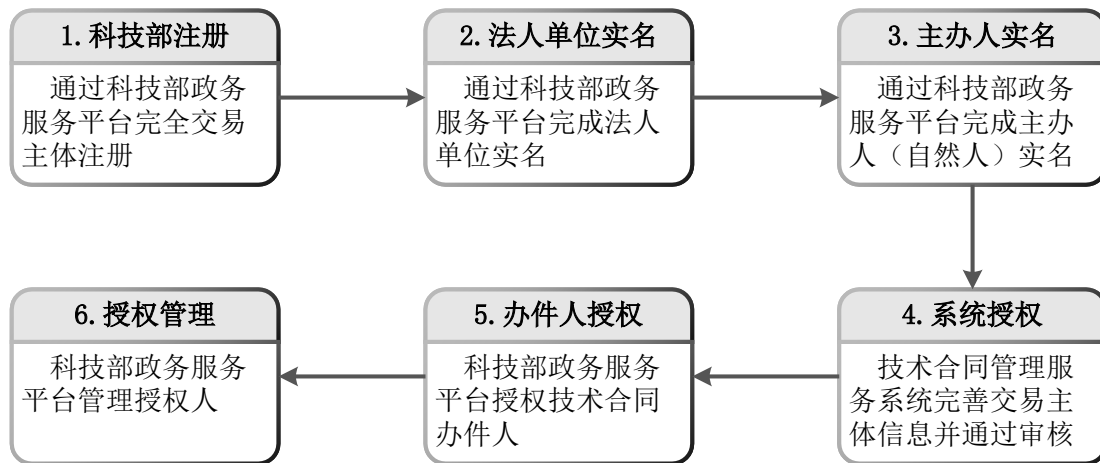 1.科技部注册
通过科技部政务
服务平台完全交易
主体注册
2.法人单位实名
通过科技部政务
服务平台完成法人
单位实名
3.主办人实名
通过科技部政务
服务平台完成主办
人（自然人）实名
4.系统授权
技术合同管理服
务系统完善交易主
体信息并通过审核
5.办件人授权
科技部政务服务
平台授权技术合同
办件人
6.授权管理
科技部政务服务
平台管理授权人